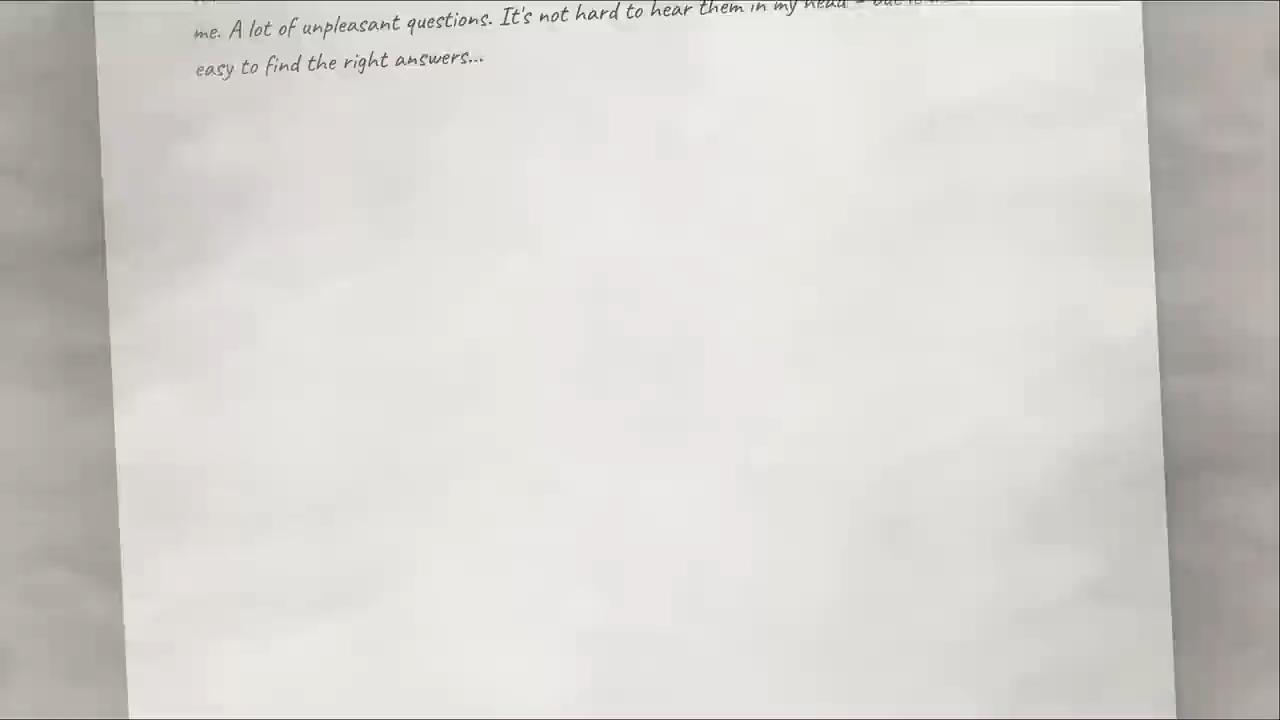 me. A lot of unpleasant questions. It's not hard to hear them in my head –
easy to find the right answers...